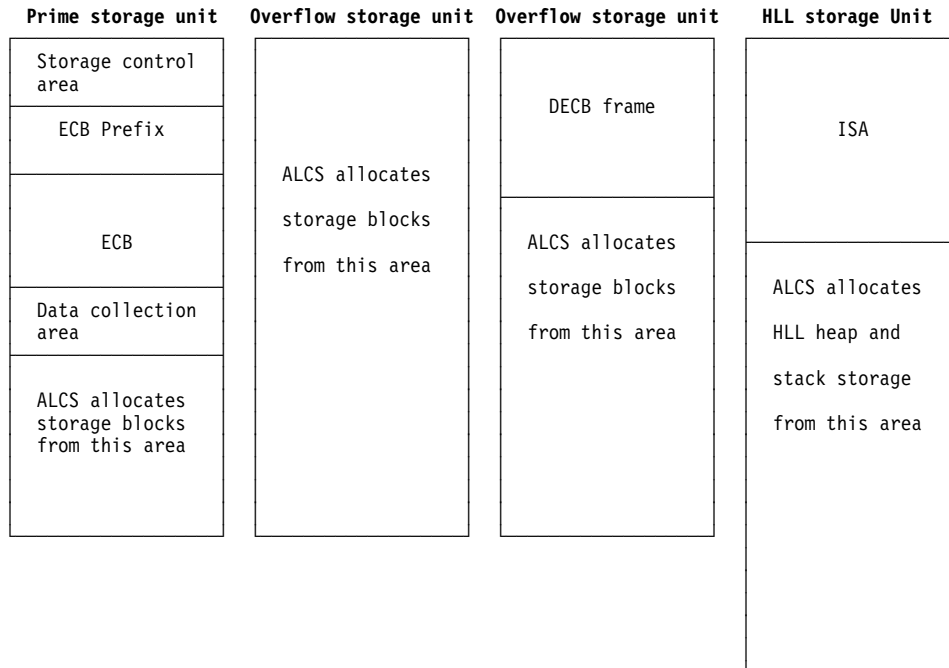 Prime storage unit
Overflow storage unit
Overflow storage unit
HLL storage Unit
Storage control
area
ECB Prefix
ECB
Data collection
area
ALCS allocates
storage blocks
from this area
ALCS allocates
storage blocks
from this area
DECB frame
ALCS allocates
storage blocks
from this area
ISA
ALCS allocates
HLL heap and
stack storage
from this area